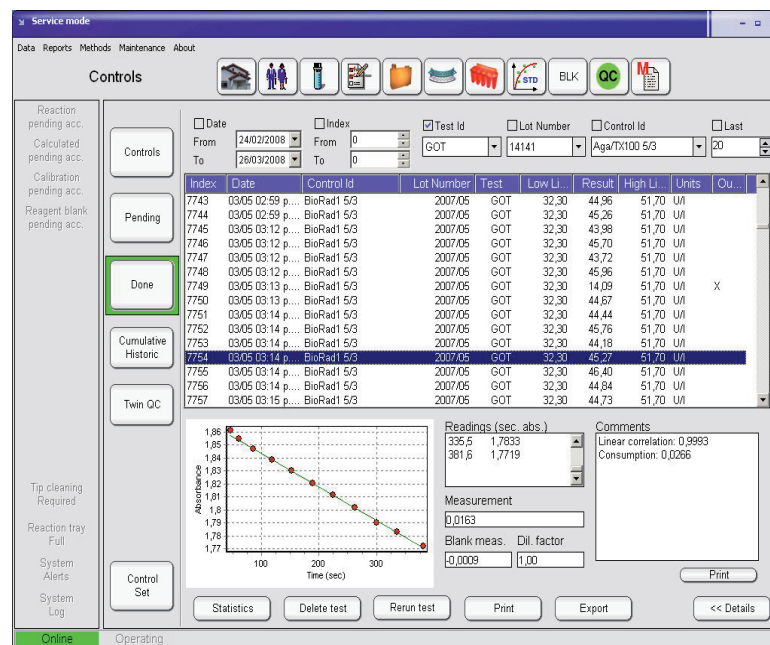 Service mode
Data Reports Methods Maintenance About
Controls
STD BLK QC M
Reaction
pending acc.
Calculated
pending acc.
Calibration
pending acc.
Reagent blank
pending acc.
Tip cleaning
Required
Reaction tray
Full
System
Alerts
System
Log
Controls
Pending
Done
Cumulative
Historic
Twin QC
Control
Set
Date Index Test Id Lot Number Control Id Last
From 24/02/2008 From 0 GOT 14141 Aga/TX100 5/3 20
To 26/03/2008 To 0
Index Date Control Id Lot Number Test Low Li... Result High Li... Units Ou...
7743 03/05 02:59 p.... BioRad1 5/3 2007/05 GOT 32,30 44,96 51,70 U/l
7744 03/05 02:59 p.... BioRad1 5/3 2007/05 GOT 32,30 45,26 51,70 U/l
7745 03/05 03:12 p.... BioRad1 5/3 2007/05 GOT 32,30 43,98 51,70 U/l
7746 03/05 03:12 p.... BioRad1 5/3 2007/05 GOT 32,30 45,70 51,70 U/l
7747 03/05 03:12 p.... BioRad1 5/3 2007/05 GOT 32,30 43,72 51,70 U/l
7748 03/05 03:12 p.... BioRad1 5/3 2007/05 GOT 32,30 45,96 51,70 U/l
7749 03/05 03:13 p.... BioRad1 5/3 2007/05 GOT 32,30 14,09 51,70 U/l X
7750 03/05 03:13 p.... BioRad1 5/3 2007/05 GOT 32,30 44,67 51,70 U/l
7751 03/05 03:14 p.... BioRad1 5/3 2007/05 GOT 32,30 44,44 51,70 U/l
7752 03/05 03:14 p.... BioRad1 5/3 2007/05 GOT 32,30 45,76 51,70 U/l
7753 03/05 03:14 p.... BioRad1 5/3 2007/05 GOT 32,30 44,18 51,70 U/l
7754 03/05 03:14 p.... BioRad1 5/3 2007/05 GOT 32,30 45,27 51,70 U/l
7755 03/05 03:14 p.... BioRad1 5/3 2007/05 GOT 32,30 46,40 51,70 U/l
7756 03/05 03:14 p.... BioRad1 5/3 2007/05 GOT 32,30 44,84 51,70 U/l
7757 03/05 03:15 p.... BioRad1 5/3 2007/05 GOT 32,30 44,73 51,70 U/l
1,86
1,85
1,84
1,83
1,82
1,81
1,8
1,79
1,78
1,77
Absorbance
100 200 300
Time (sec)
Readings (sec. abs.)
335,5 1,7833
381,6 1,7719
Measurement
0,0163
Blank meas. Dil. factor
-0,0009 1,00
Comments
Linear correlation: 0,9993
Consumption: 0,0266
Print
Statistics Delete test Rerun test Print Export << Details
Online Operating